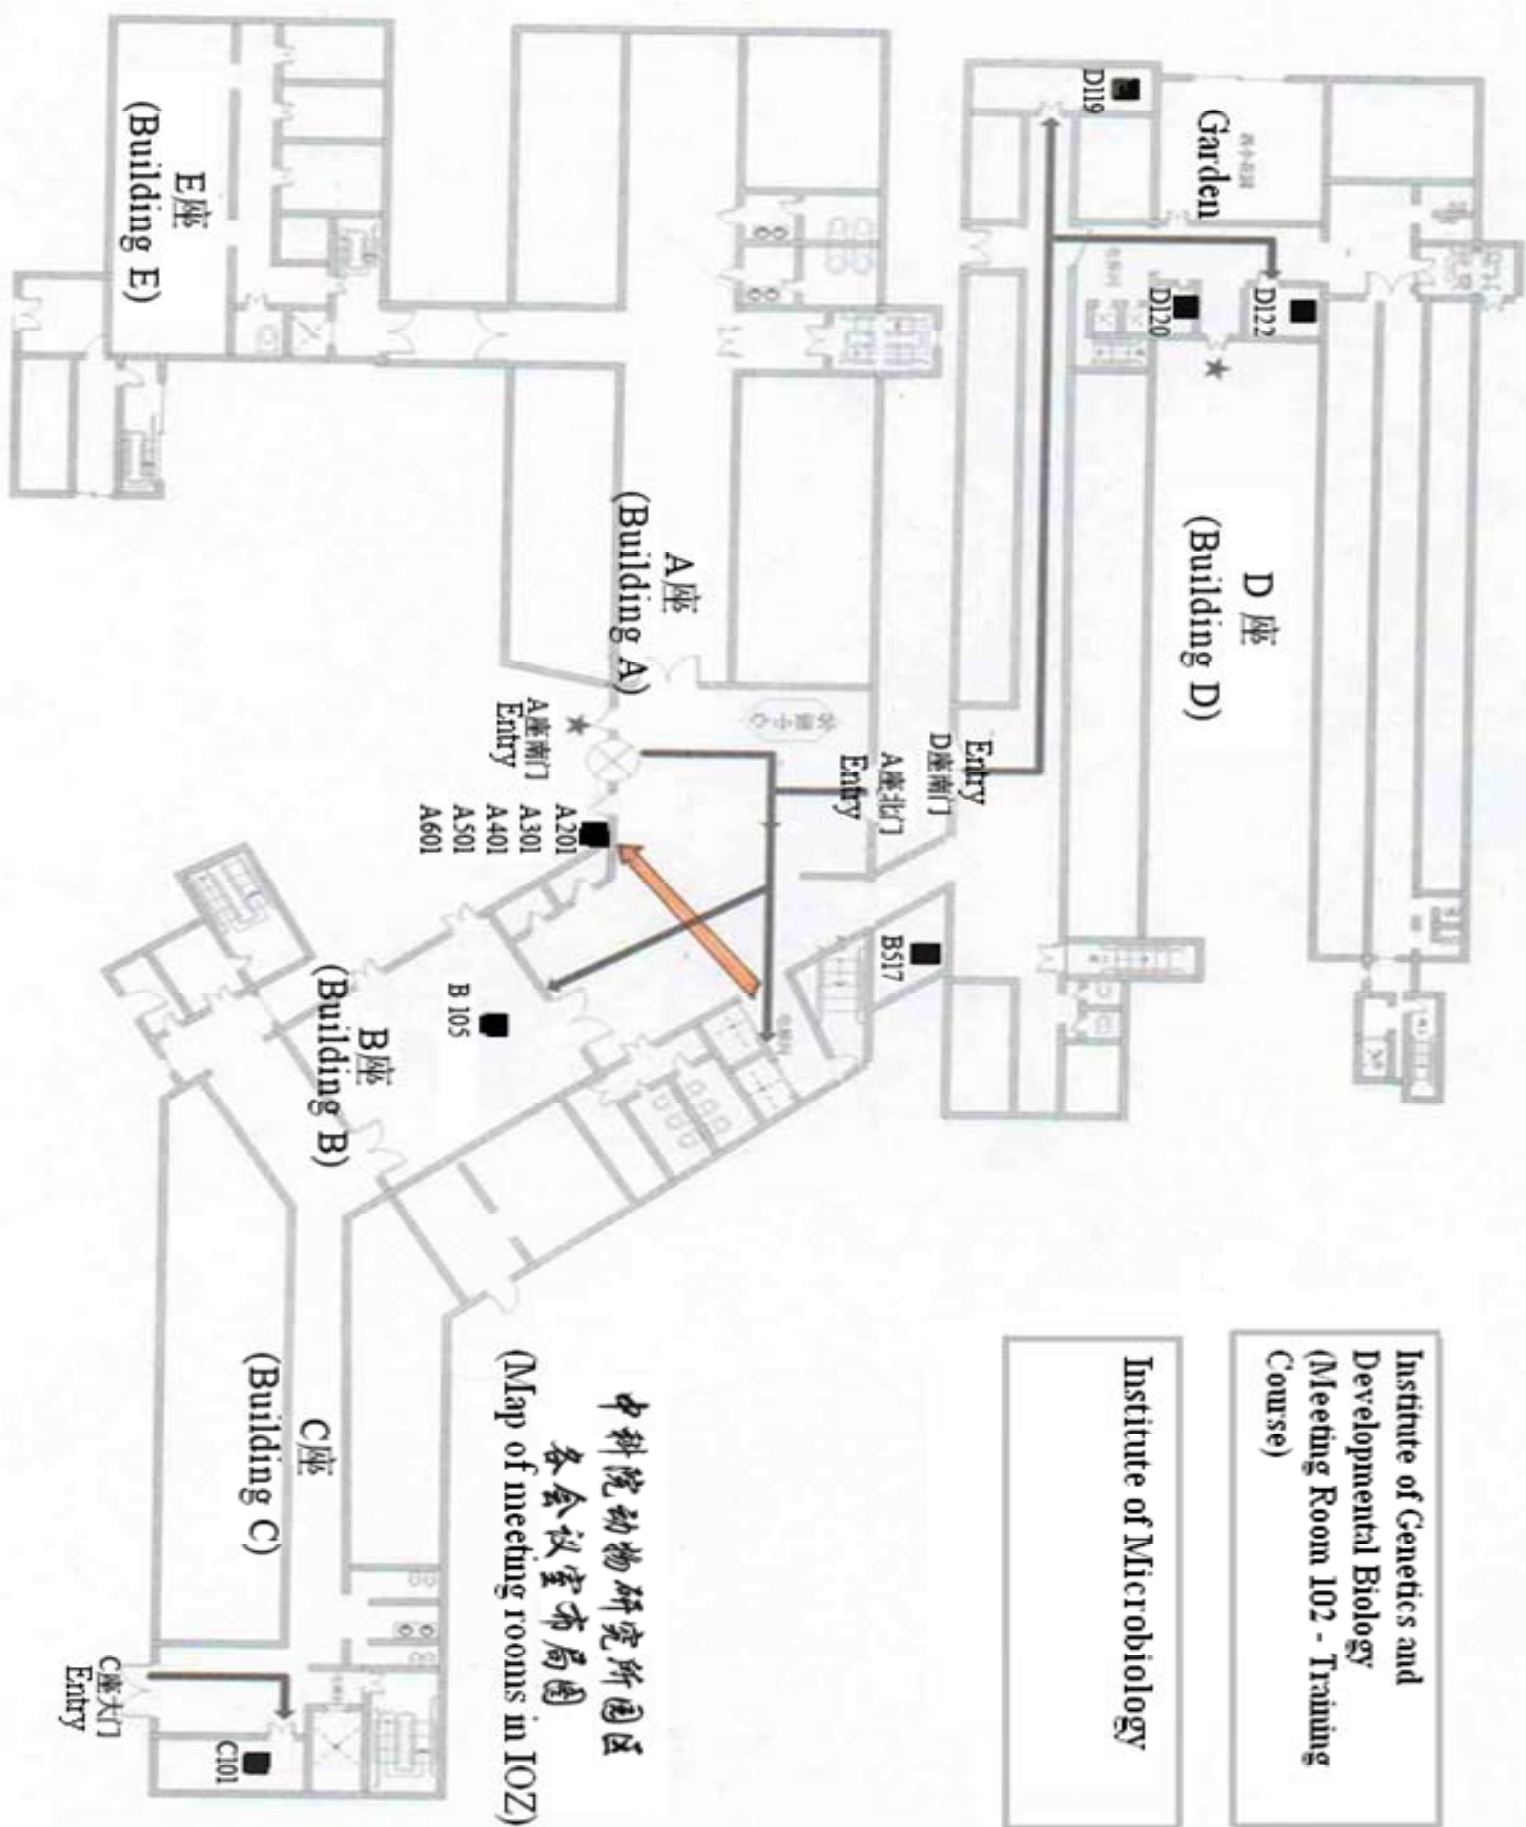 Institute of Genetics and
Developmental Biology
(Meeting Room 102 - Training
Course)
Institute of Microbiology
中科院动物研究所园区
各会议室布局图
(Map of meeting rooms in IOZ)
D119
Garden
D120
D122
D座
(Building D)
Entry
D座南门
A座北门
Entry
B517
E座
(Building E)
A座
(Building A)
A座南门
Entry
A201
A301
A401
A501
A601
B 105
B座
(Building B)
C座
(Building C)
C座大门
Entry
C101